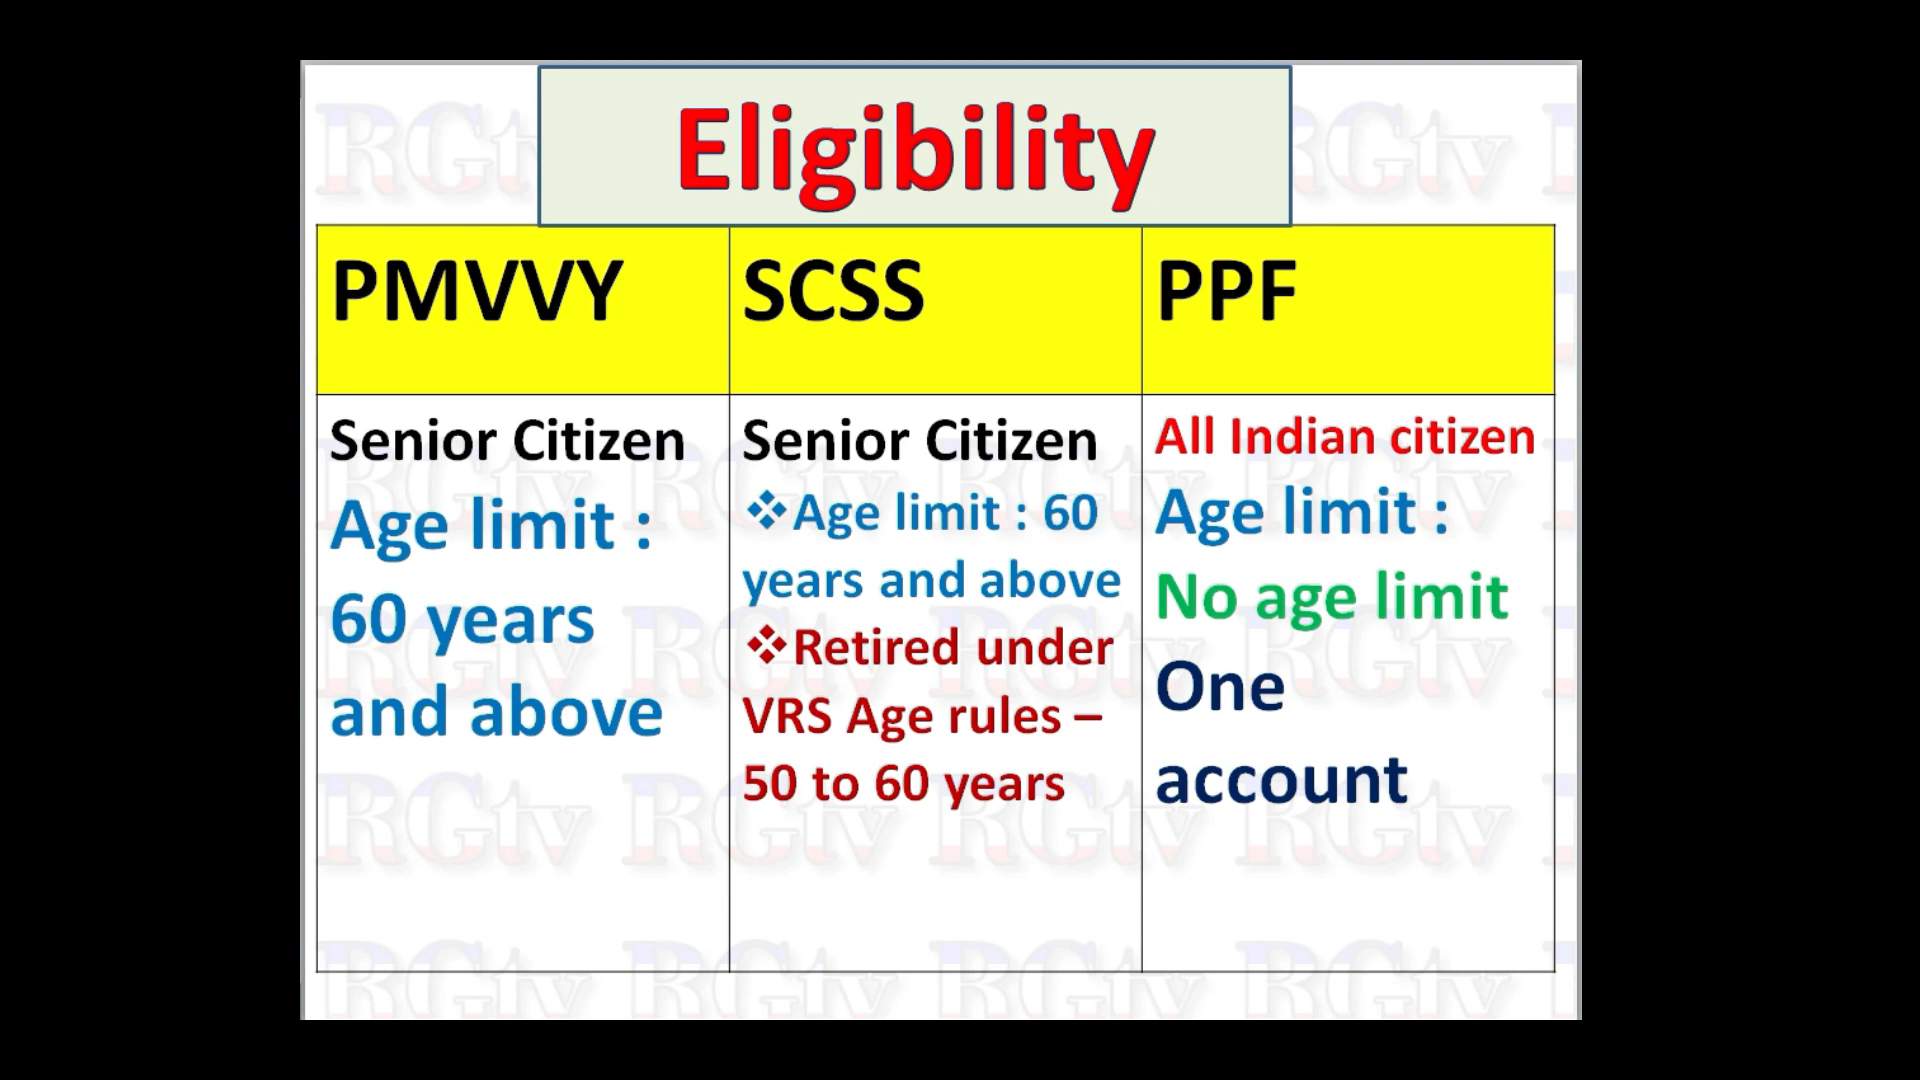 Eligibility
PMVVY
SCSS
PPF
Senior Citizen
Age limit :
60 years
and above
Senior Citizen
❖Age limit : 60
years and above
❖Retired under
VRS Age rules –
50 to 60 years
All Indian citizen
Age limit :
No age limit
One
account
RGtv